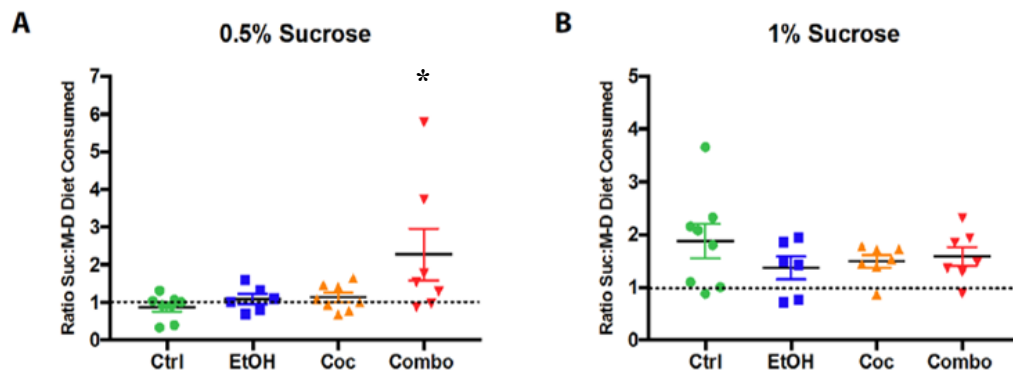 A
0.5% Sucrose
*
Ratio Suc:M-D Diet Consumed
7
6
5
4
3
2
1
0
Ctrl EtOH Coc Combo
B
1% Sucrose
Ratio Suc:M-D Diet Consumed
5
4
3
2
1
0
Ctrl EtOH Coc Combo